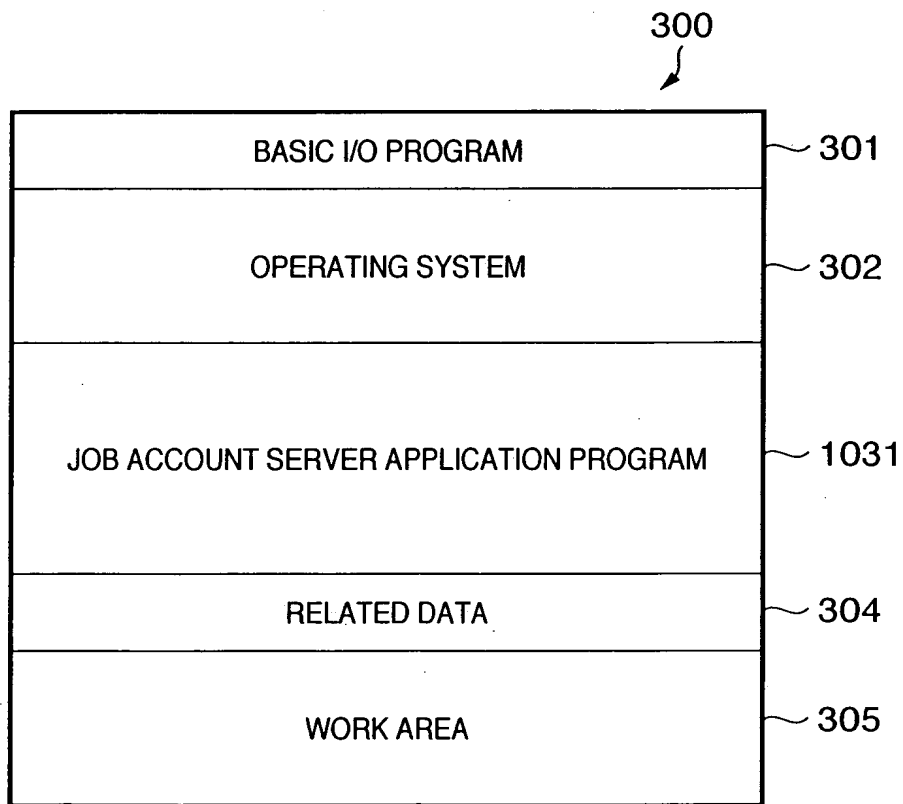 300
BASIC I/O PROGRAM 301
OPERATING SYSTEM 302
JOB ACCOUNT SERVER APPLICATION PROGRAM 1031
RELATED DATA 304
WORK AREA 305